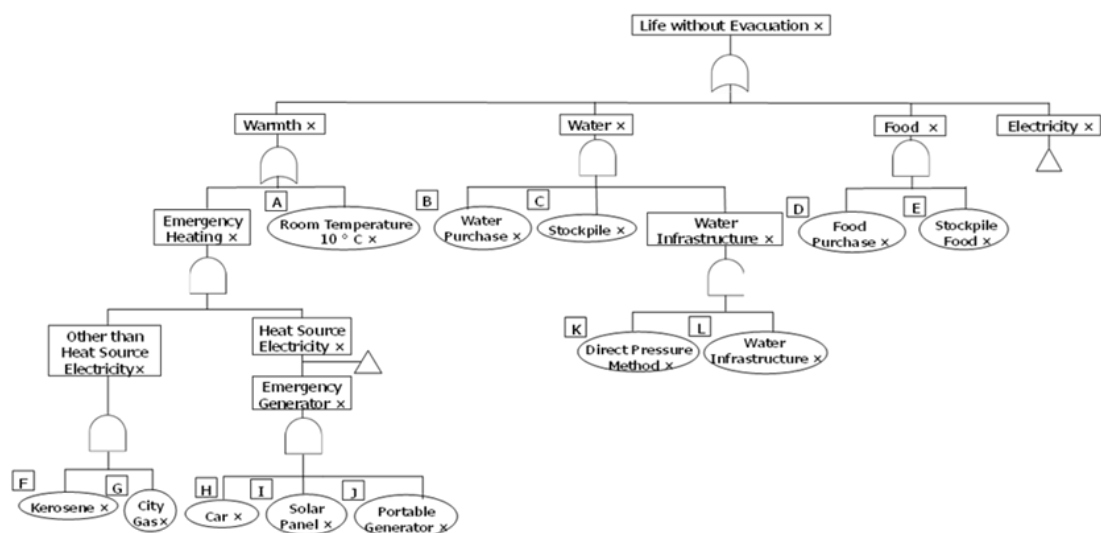 Life without Evacuation ×
Warmth ×
Water ×
Food ×
Electricity ×
A
Emergency
Heating ×
Room Temperature
10 ° C ×
B
Water
Purchase ×
C
Stockpile ×
Water
Infrastructure ×
D
Food
Purchase ×
E
Stockpile
Food ×
Other than
Heat Source
Electricity×
Heat Source
Electricity ×
Emergency
Generator ×
K
Direct Pressure
Method ×
L
Water
Infrastructure ×
F
Kerosene ×
G
City
Gas×
H
Car ×
I
Solar
Panel ×
J
Portable
Generator ×